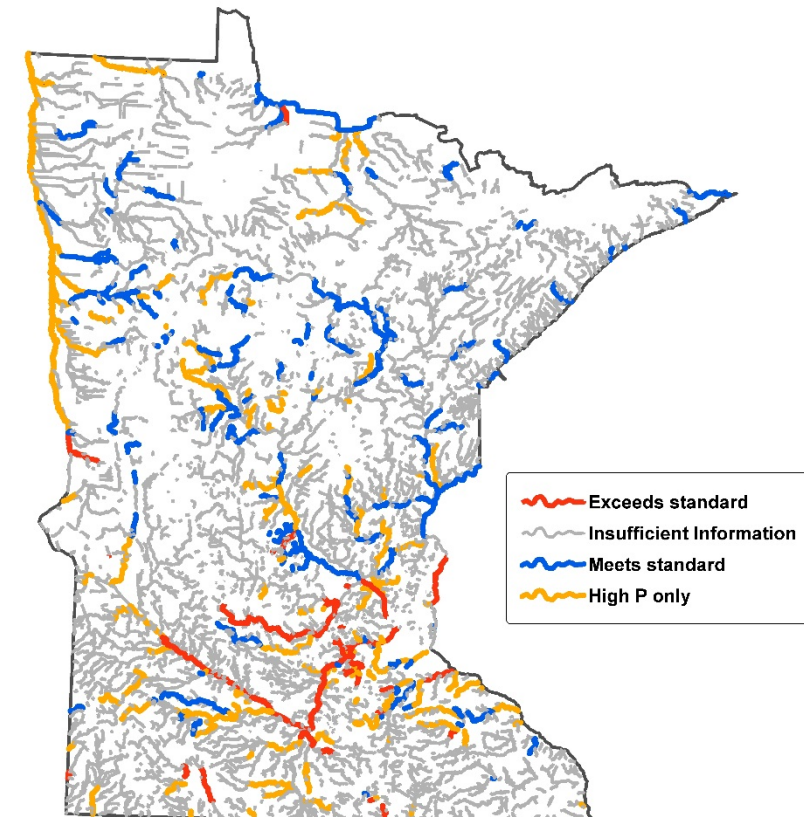 Exceeds standard
Insufficient Information
Meets standard
High P only